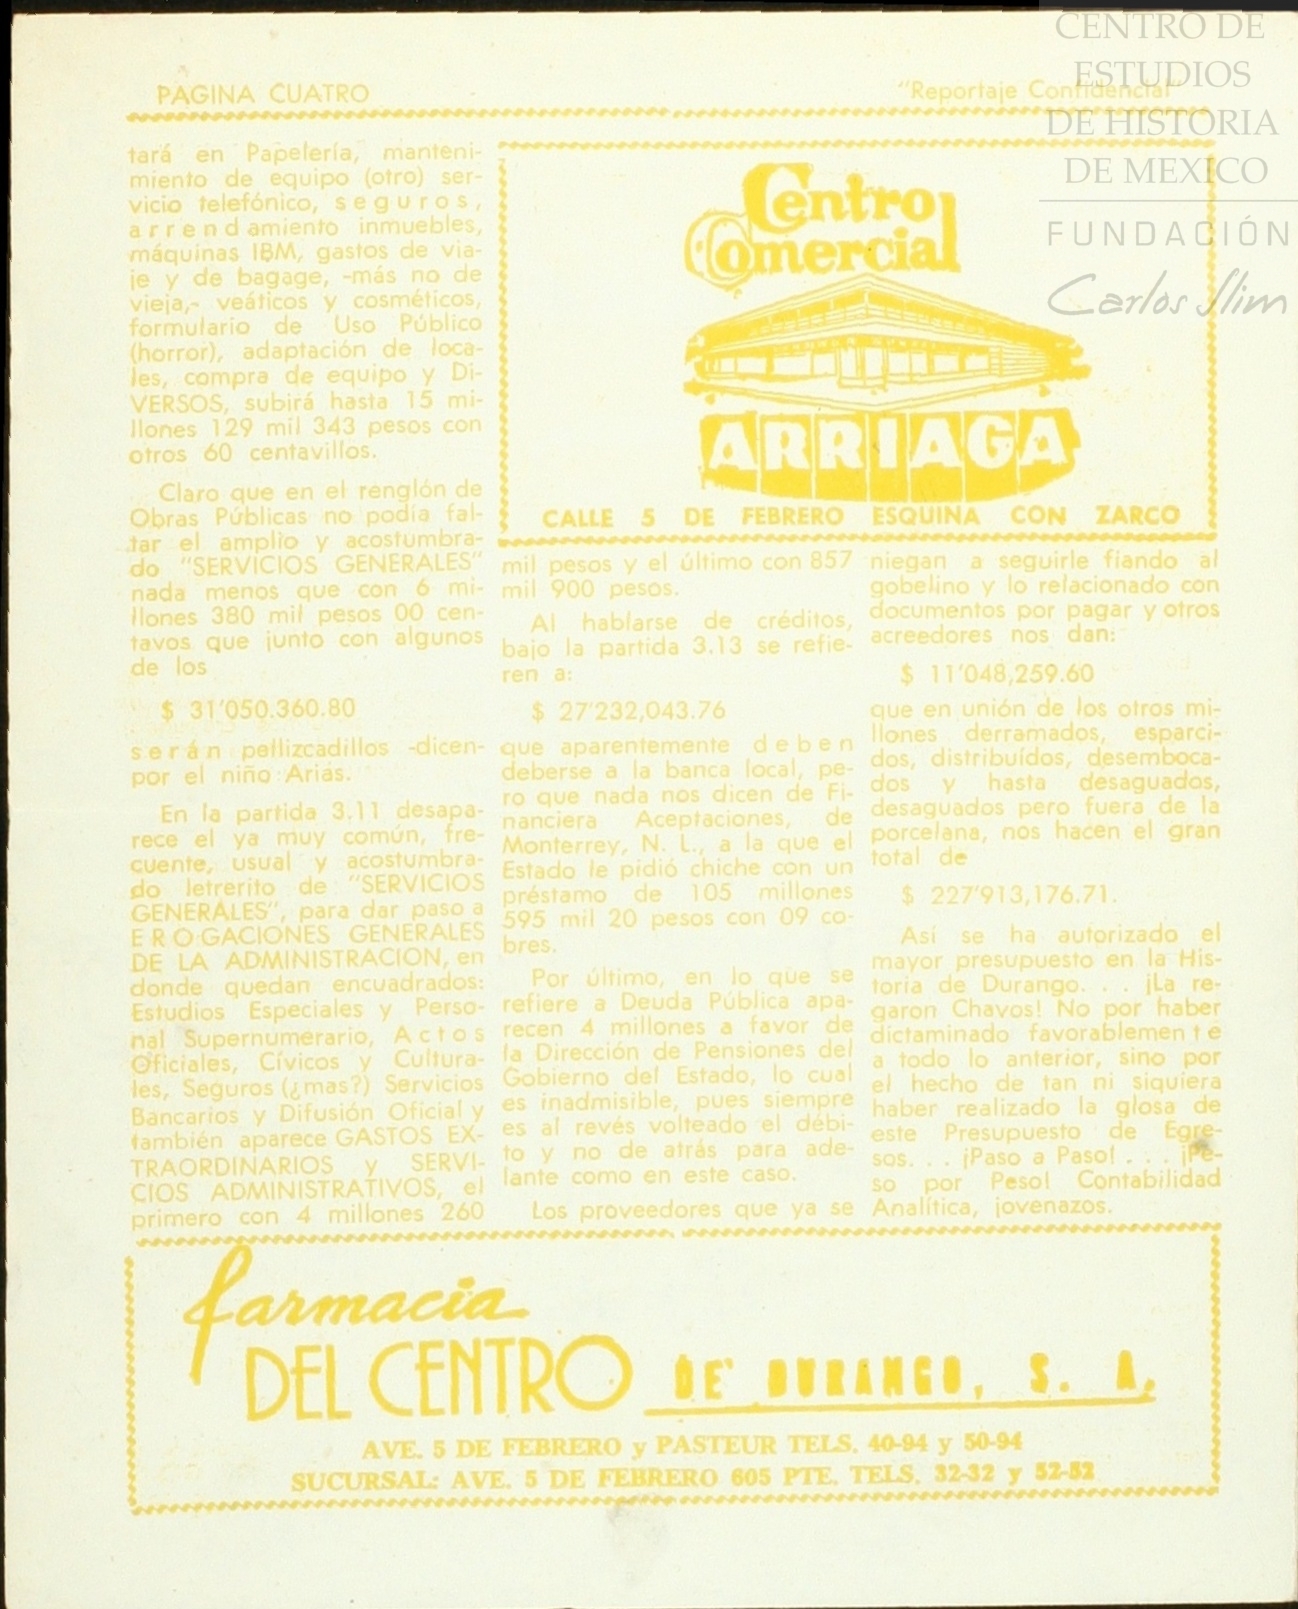 CENTRO DE
ESTUDIOS
DE HISTORIA
DE MEXICO
FUNDACIÓN
Carlos Slim
PAGINA CUATRO
"Reportaje Confidencial"
tará en Papelería, manteni-
miento de equipo (otro) ser-
vicio telefónico, seguros,
arrendamiento inmuebles,
máquinas IBM, gastos de via-
je y de bagage, -más no de
vieja,- veáticos y cosméticos,
formulario de Uso Público
(horror), adaptación de loca-
les, compra de equipo y Di-
VERSOS, subirá hasta 15 mi-
llones 129 mil 343 pesos con
otros 60 centavillos.
Claro que en el renglón de
Obras Públicas no podía fal-
tar el amplio y acostumbra-
do "SERVICIOS GENERALES"
nada menos que con 6 mi-
llones 380 mil pesos 00 cen-
tavos que junto con algunos
de los
$ 31'050.360.80
serán pellizcadillos -dicen-
por el niño Arias.
En la partida 3.11 desapa-
rece el ya muy común, fre-
cuente, usual y acostumbra-
do letrerito de "SERVICIOS
GENERALES", para dar paso a
EROGACIONES GENERALES
DE LA ADMINISTRACION, en
donde quedan encuadrados:
Estudios Especiales y Perso-
nal Supernumerario, Actos
Oficiales, Cívicos y Cultura-
les, Seguros (¿mas?) Servicios
Bancarios y Difusión Oficial y
también aparece GASTOS EX-
TRAORDINARIOS y SERVI-
CIOS ADMINISTRATIVOS, el
primero con 4 millones 260
Centro
Comercial
ARRIAGA
CALLE 5 DE FEBRERO ESQUINA CON ZARCO
mil pesos y el último con 857
mil 900 pesos.
Al hablarse de créditos,
bajo la partida 3.13 se refie-
ren a:
$ 27'232,043.76
que aparentemente deben
deberse a la banca local, pe-
ro que nada nos dicen de Fi-
nanciera Aceptaciones, de
Monterrey, N. L., a la que el
Estado le pidió chiche con un
préstamo de 105 millones
595 mil 20 pesos con 09 co-
bres.
Por último, en lo que se
refiere a Deuda Pública apa-
recen 4 millones a favor de
la Dirección de Pensiones del
Gobierno del Estado, lo cual
es inadmisible, pues siempre
es al revés volteado el débi-
to y no de atrás para ade-
lante como en este caso.
Los proveedores que ya se
niegan a seguirle fiando al
gobelino y lo relacionado con
documentos por pagar y otros
acreedores nos dan:
$ 11'048,259.60
que en unión de los otros mi-
llones derramados, esparci-
dos, distribuídos, desemboca-
dos y hasta desaguados,
desaguados pero fuera de la
porcelana, nos hacen el gran
total de
$ 227'913,176.71.
Así se ha autorizado el
mayor presupuesto en la His-
toria de Durango. . . ¡La re-
garon Chavos! No por haber
dictaminado favorablemente
a todo lo anterior, sino por
el hecho de tan ni siquiera
haber realizado la glosa de
este Presupuesto de Egre-
sos. . . ¡Paso a Paso! . . . ¡Pe-
so por Peso! Contabilidad
Analítica, jovenazos.
farmacia
DEL CENTRO DE DURANGO, S. A.
AVE. 5 DE FEBRERO y PASTEUR TELS. 40-94 y 50-94
SUCURSAL: AVE. 5 DE FEBRERO 605 PTE. TELS. 32-32 y 52-52